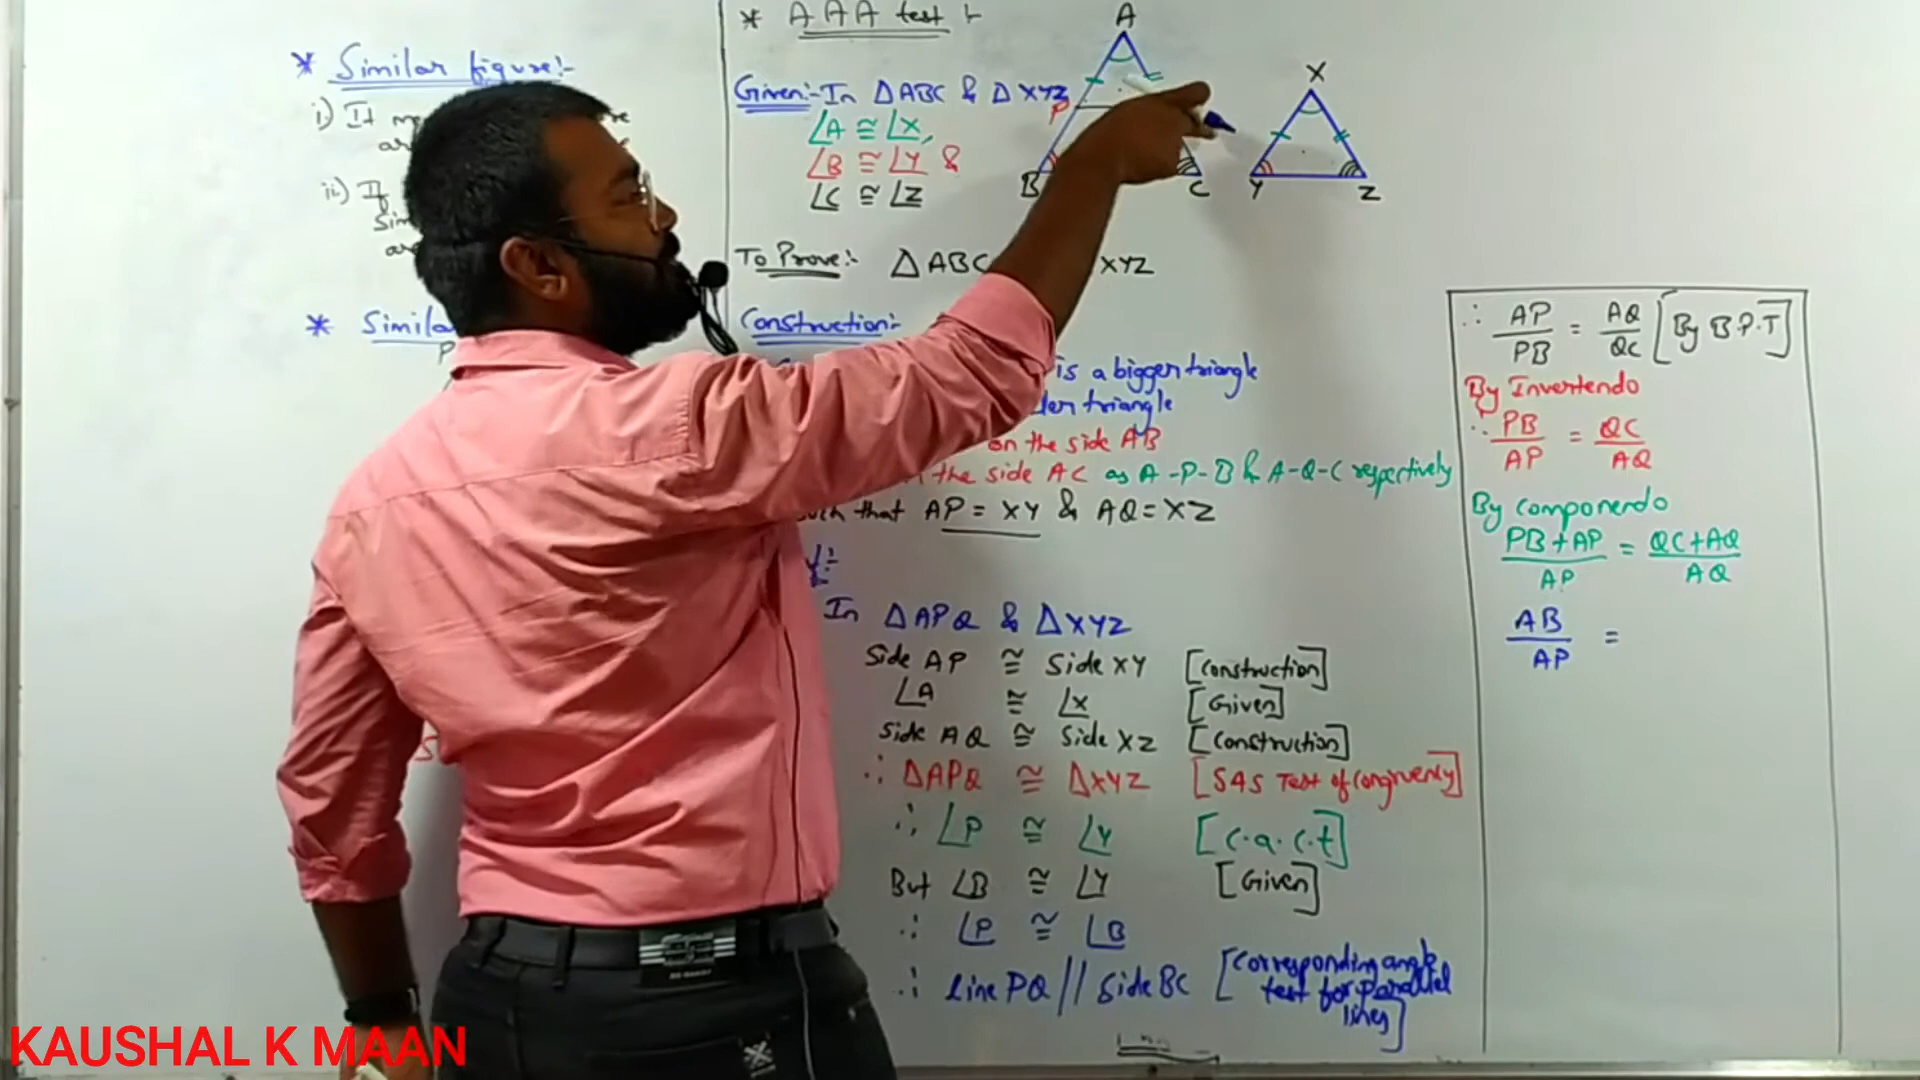 * Similar figure:-
i) If
are
ii) If
* AAA test :-
Given:- In △ABC & △XYZ
∠A ≅ ∠X,
∠B ≅ ∠Y &
∠C ≅ ∠Z
A
P
B
C
X
Y
Z
To Prove:- △ABC XYZ
Construction:-
is a bigger triangle
triangle
on the side AB
the side AC as A-P-B & A-Q-C respectively
such that AP = XY & AQ = XZ
In △APQ & △XYZ
Side AP ≅ Side XY [Construction]
∠A ≅ ∠X [Given]
Side AQ ≅ Side XZ [Construction]
∴ △APQ ≅ △XYZ [SAS Test of Congruency]
∴ ∠P ≅ ∠Y [C.a.c.t]
But ∠B ≅ ∠Y [Given]
∴ ∠P ≅ ∠B
∴ line PQ // Side BC [Corresponding angle
test for parallel
lines]
∴ AP/PB = AQ/QC [By B.P.T]
By Invertendo
∴ PB/AP = QC/AQ
By Componendo
PB+AP/AP = QC+AQ/AQ
AB/AP =
KAUSHAL K MAAN